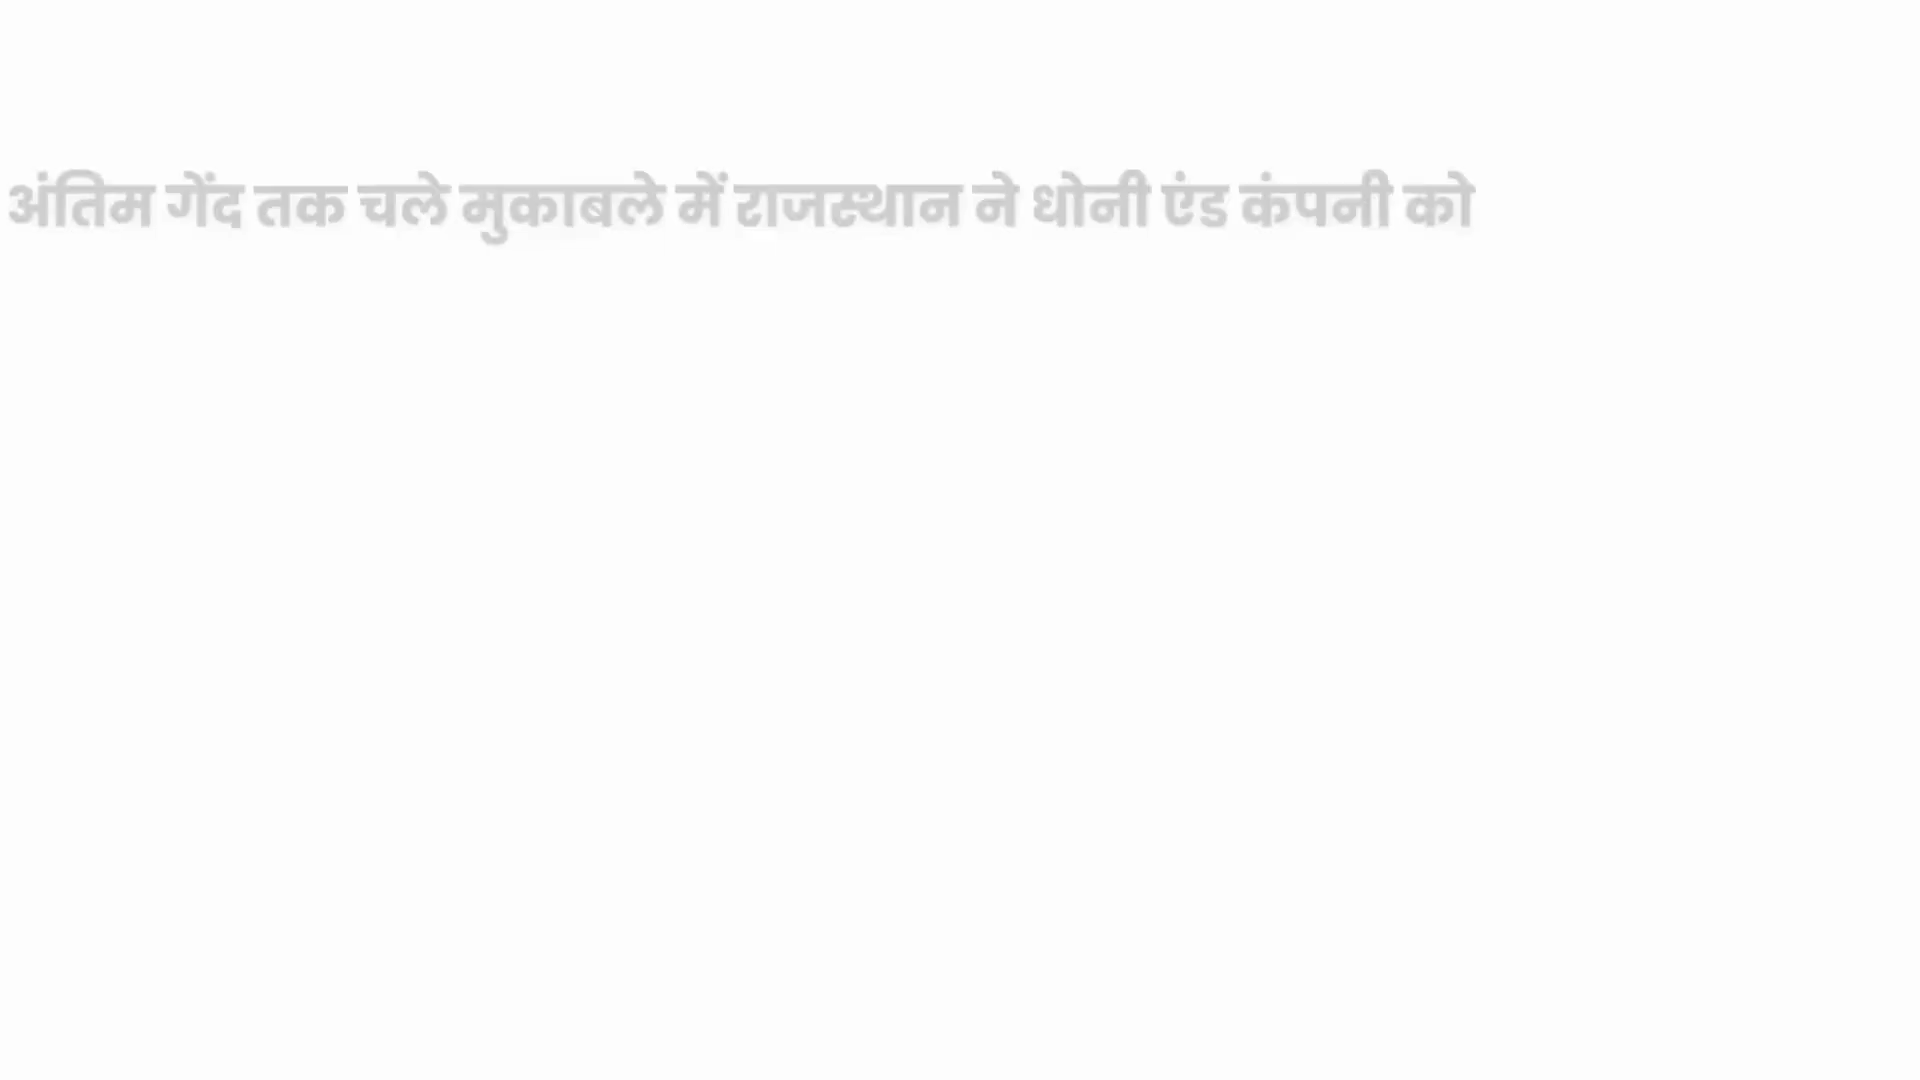 अंतिम गेंद तक चले मुकाबले में राजस्थान ने धोनी एंड कंपनी को